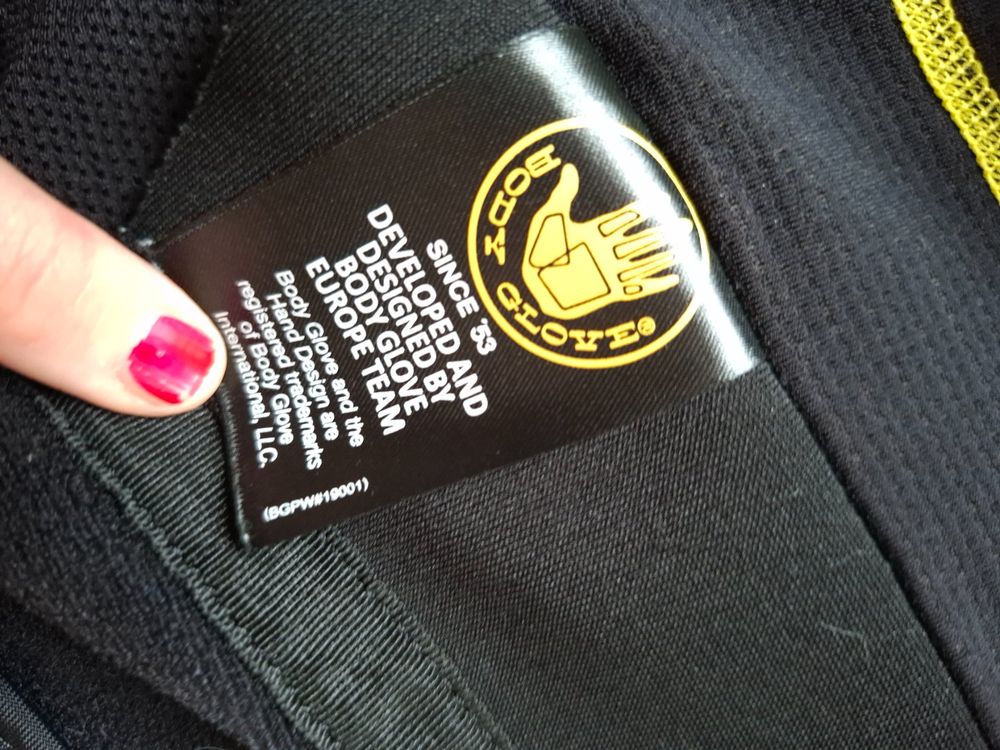 BODY GLOVE®
SINCE '53
DEVELOPED AND
DESIGNED BY
BODY GLOVE
EUROPE TEAM
Body Glove and the
Hand Design are
registered trademarks
of Body Glove
International, LLC.
(BGPW#19001)